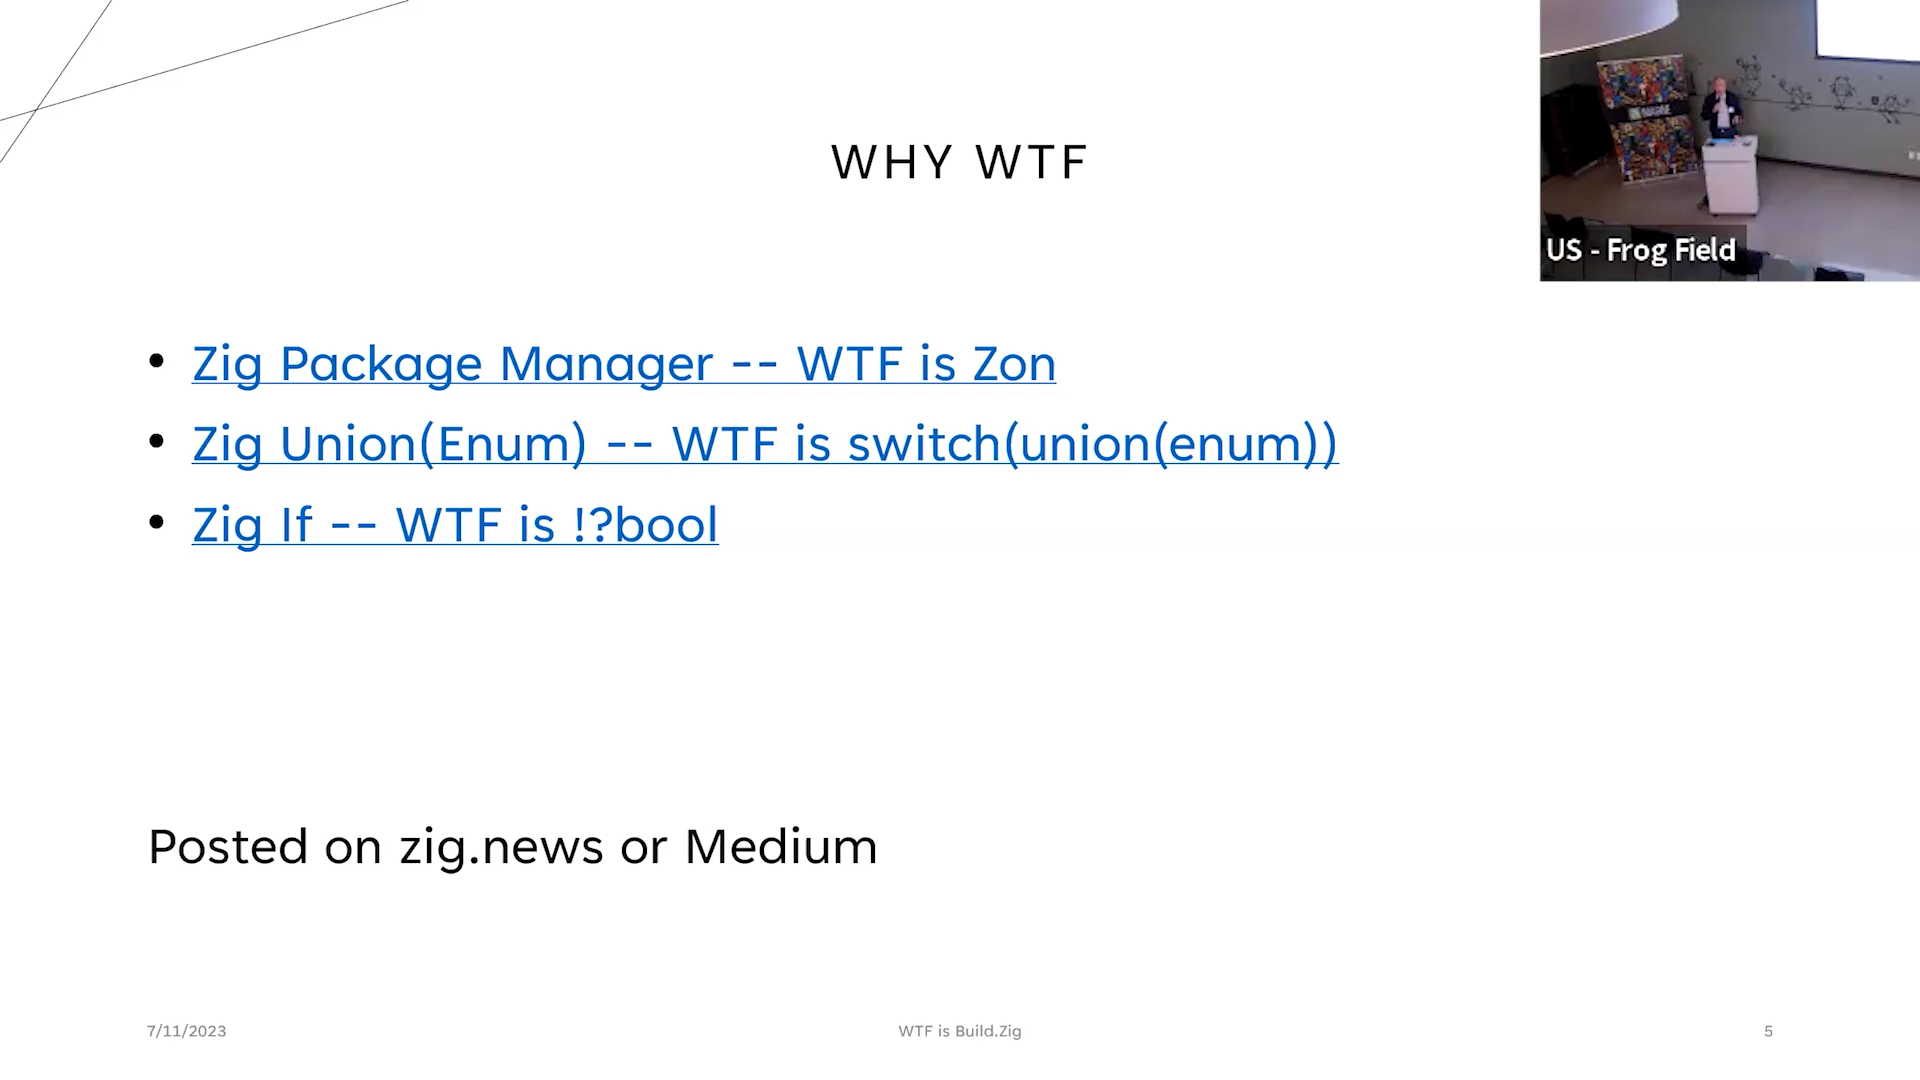 WHY WTF
US - Frog Field
• Zig Package Manager -- WTF is Zon
• Zig Union(Enum) -- WTF is switch(union(enum))
• Zig If -- WTF is !?bool
Posted on zig.news or Medium
7/11/2023
WTF is Build.Zig
5